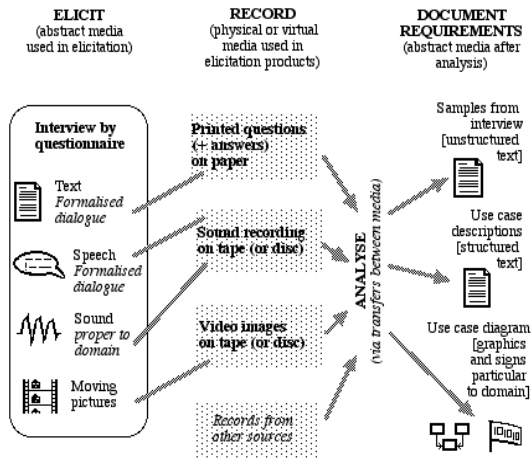 ELICIT
(abstract media
used in elicitation)
RECORD
(physical or virtual
media used in
elicitation products)
DOCUMENT
REQUIREMENTS
(abstract media after
analysis)
Interview by
questionnaire
Text
Formalised
dialogue
Speech
Formalised
dialogue
Sound
proper to
domain
Moving
pictures
Printed questions
(+ answers)
on paper
Sound recording
on tape (or disc)
Video images
on tape (or disc)
Records from
other sources
ANALYSE
(via transfers between media)
Samples from
interview
[unstructured
text]
Use case
descriptions
[structured
text]
Use case diagram
[graphics
and signs
particular
to domain]